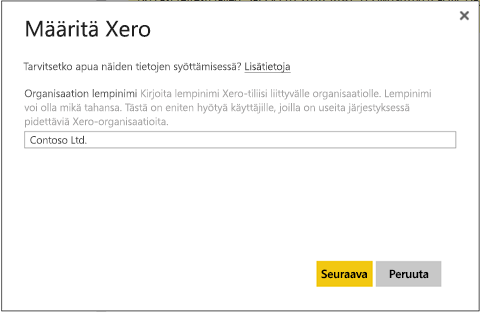 Määritä Xero
Tarvitsetko apua näiden tietojen syöttämisessä? Lisätietoja
Organisaation lempinimi Kirjoita lempinimi Xero-tiliisi liittyvälle organisaatiolle. Lempinimi
voi olla mikä tahansa. Tästä on eniten hyötyä käyttäjille, joilla on useita järjestyksessä
pidettäviä Xero-organisaatioita.
Contoso Ltd.
Seuraava Peruuta